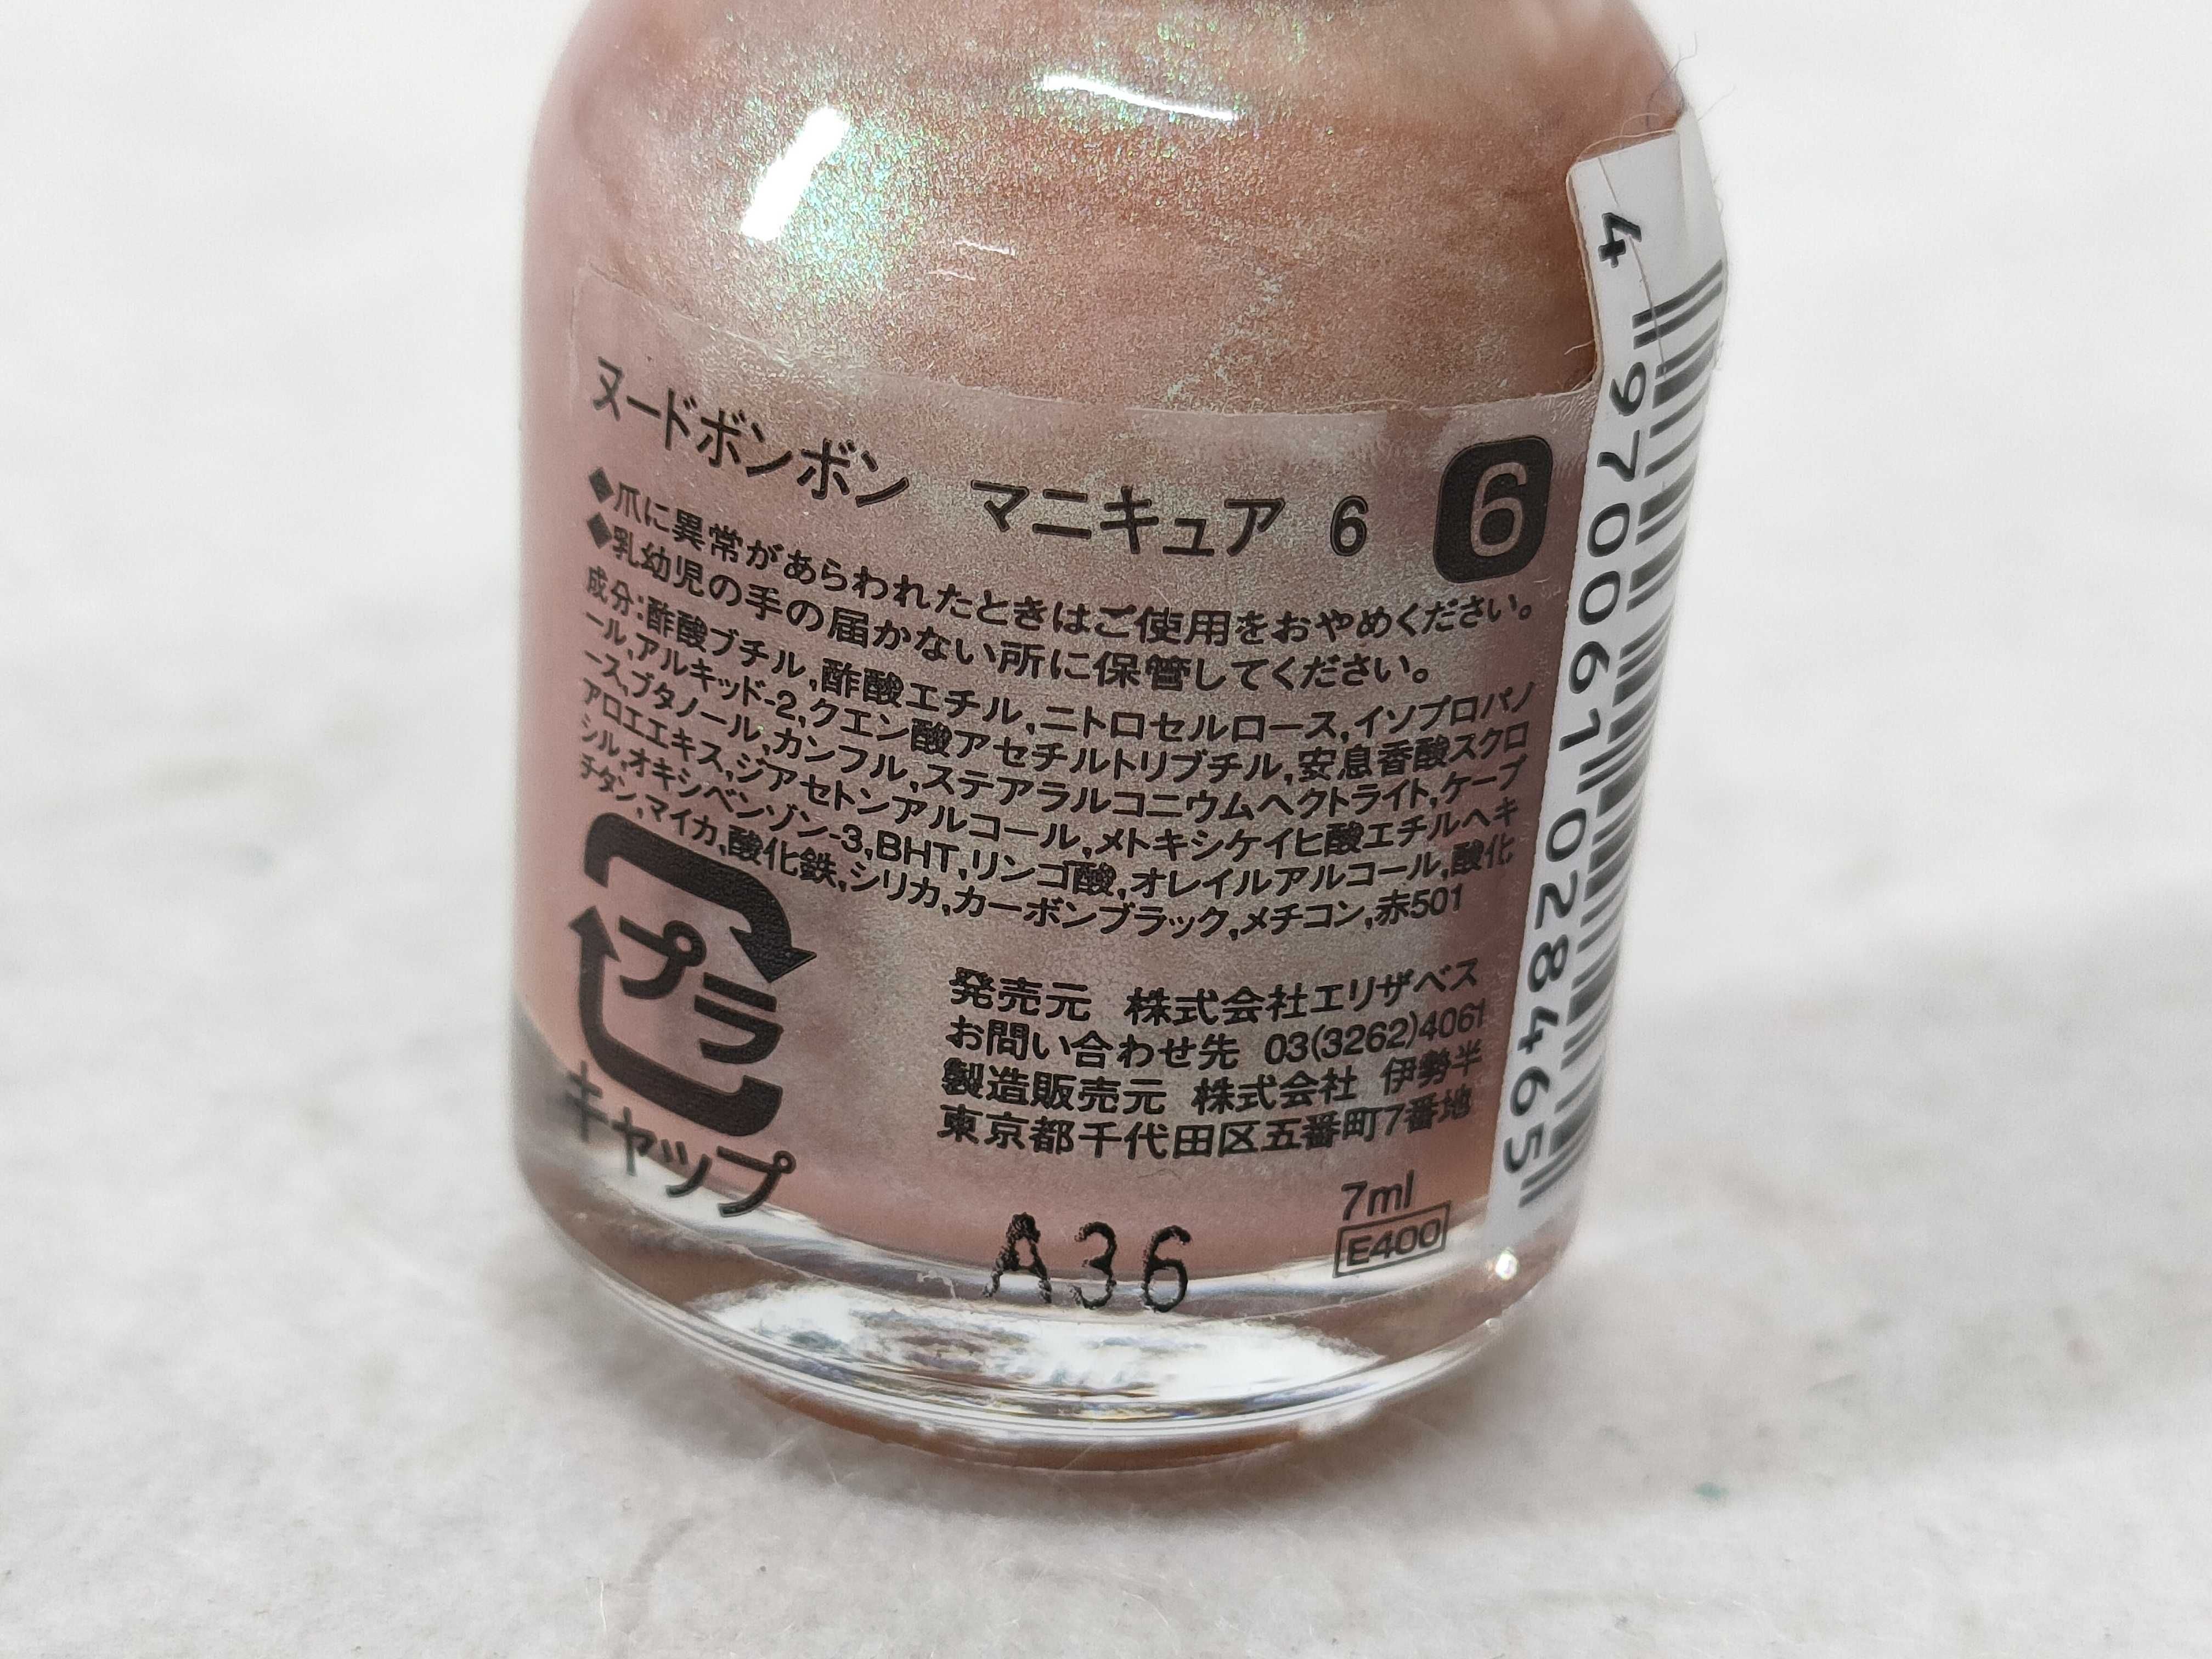 ヌードボンボン マニキュア 6 6
◆爪に異常があらわれたときはご使用をおやめください。
◆乳幼児の手の届かない所に保管してください。
成分:酢酸ブチル,酢酸エチル,ニトロセルロース,イソプロパノ
ール,アルキッド-2,クエン酸アセチルトリブチル,安息香酸スクロ
ース,ブタノール,カンフル,ステアラルコニウムヘクトライト,ケープ
アロエエキス,ジアセトンアルコール,メトキシケイヒ酸エチルヘキ
シル,オキシベンゾン-3,BHT,リンゴ酸,オレイルアルコール,酸化
チタン,マイカ,酸化鉄,シリカ,カーボンブラック,メチコン,赤501
プラ
キャップ
発売元 株式会社エリザベス
お問い合わせ先 03(3262)4061
製造販売元 株式会社 伊勢半
東京都千代田区五番町7番地
7ml
E400
A36
4 970061 028465